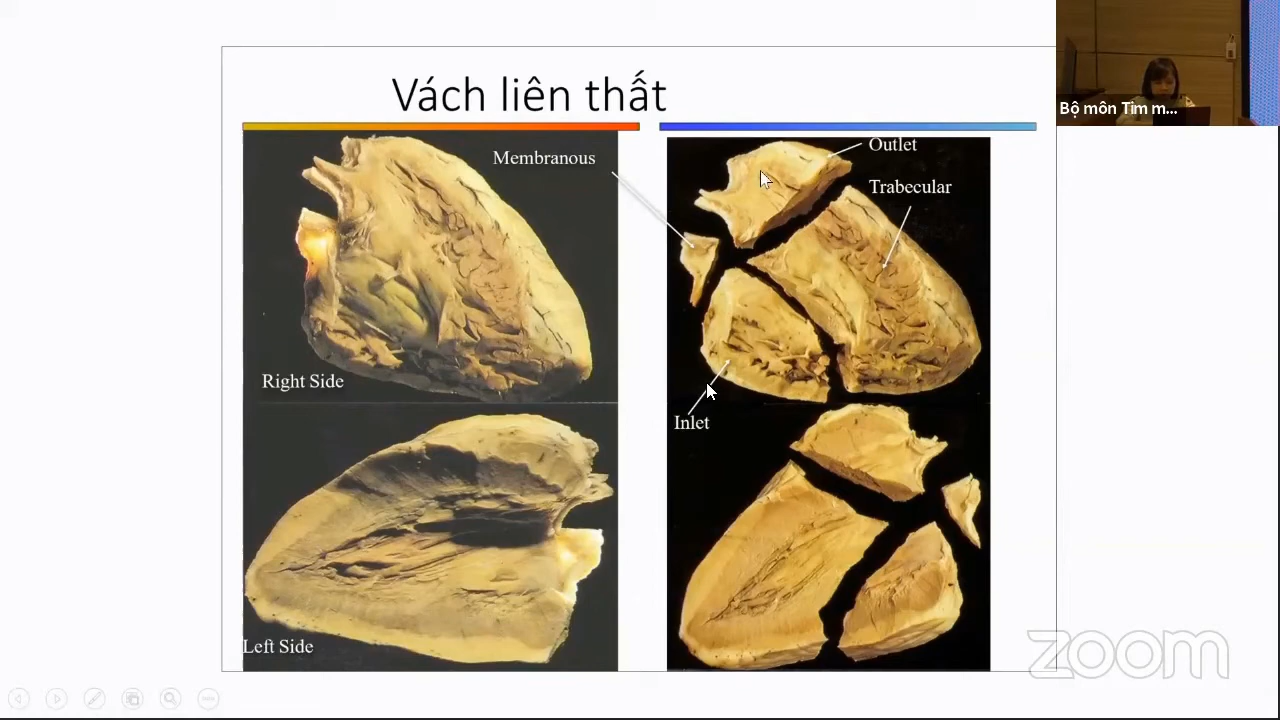 Vách liên thất
Membranous
Outlet
Trabecular
Right Side
Inlet
Left Side
Bộ môn Tim m...
zoom